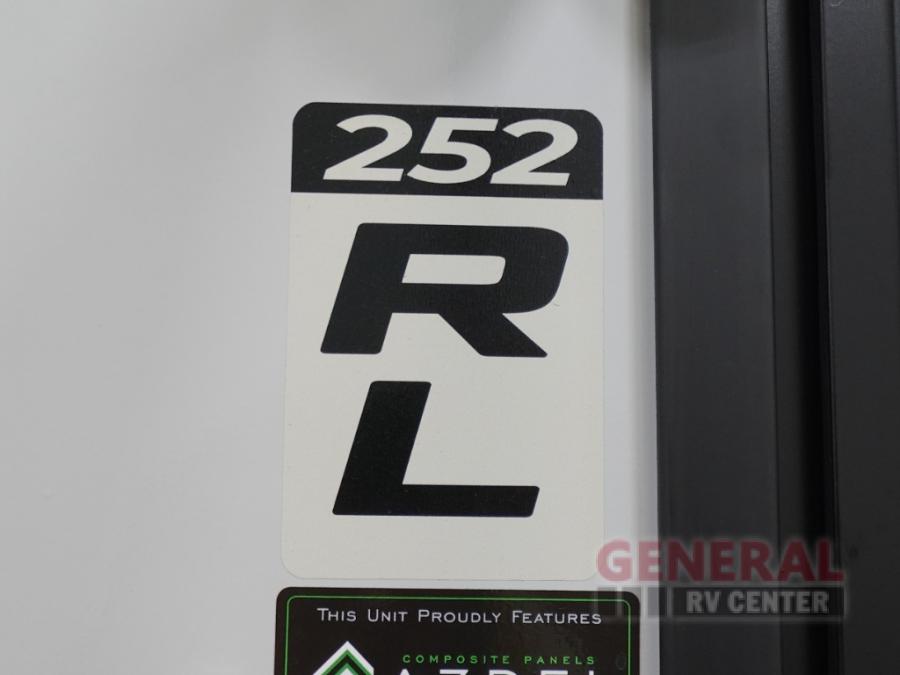 252
R
L
This Unit Proudly Features
COMPOSITE PANELS
GENERAL
RV CENTER